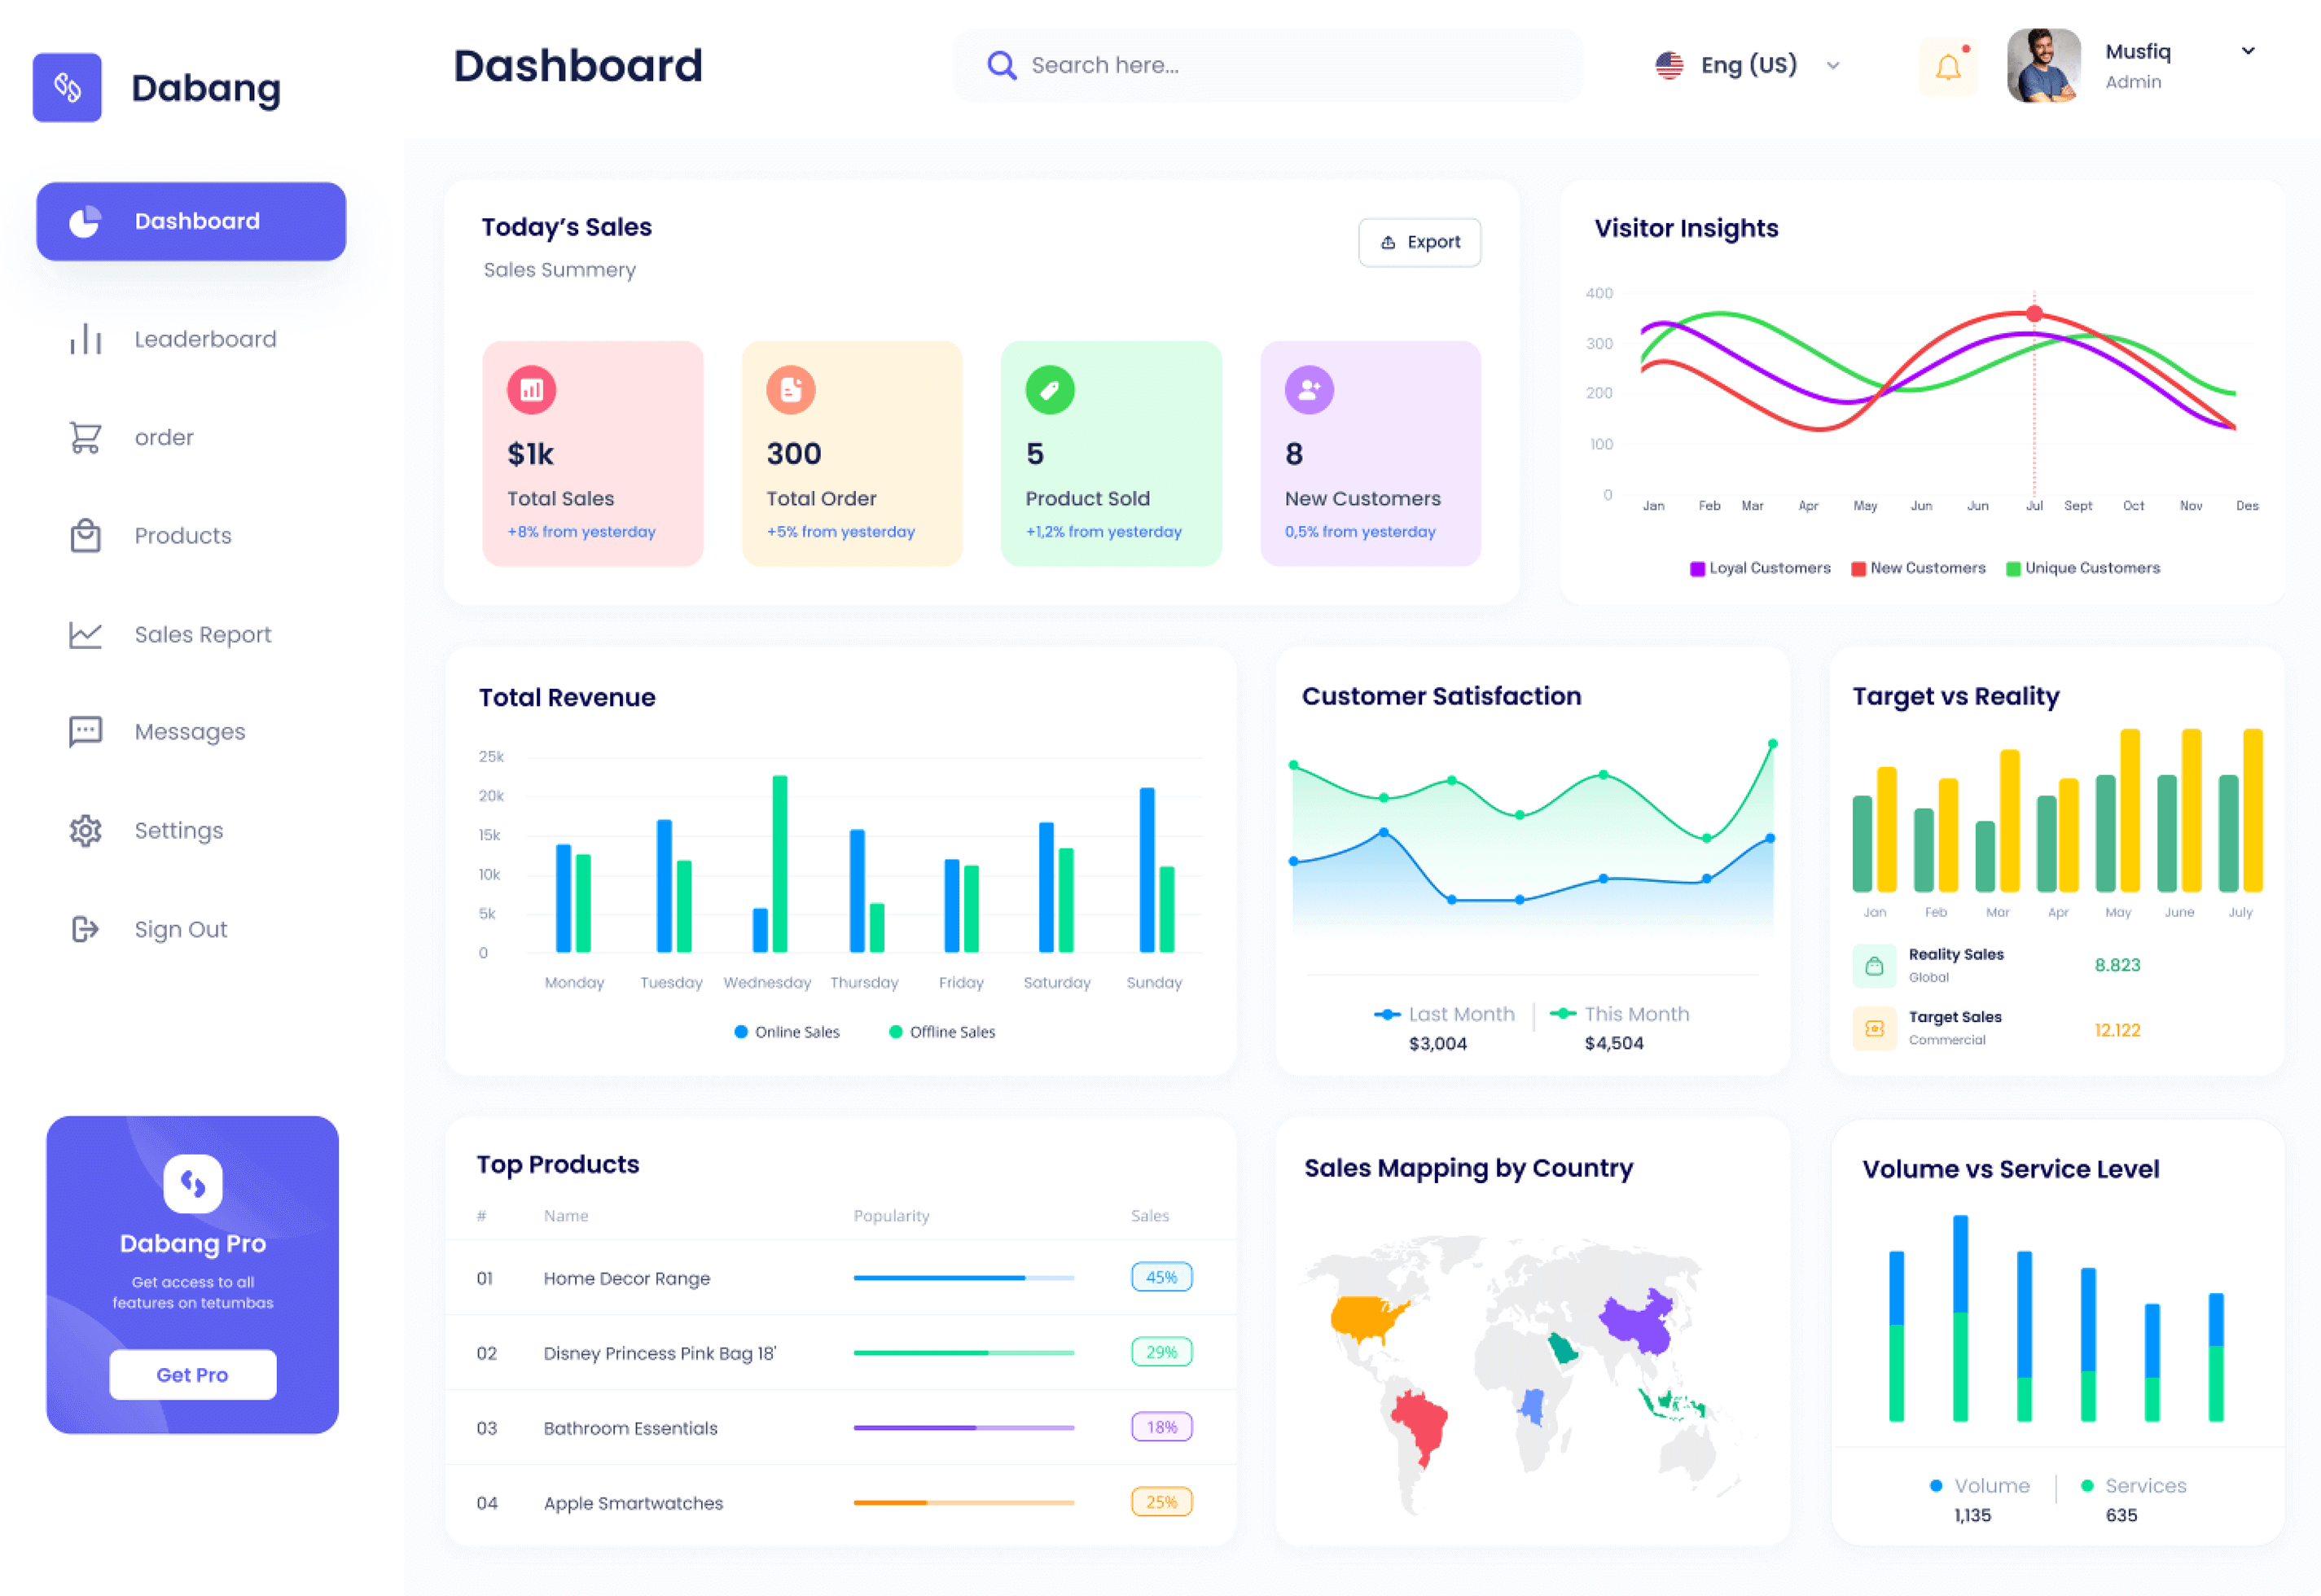 Dabang
Dashboard
Search here...
Eng (US)
Musfiq
Admin
Dashboard
Leaderboard
order
Products
Sales Report
Messages
Settings
Sign Out
Dabang Pro
Get access to all
features on tetumbas
Get Pro
Today’s Sales
Sales Summery
Export
$1k
Total Sales
+8% from yesterday
300
Total Order
+5% from yesterday
5
Product Sold
+1,2% from yesterday
8
New Customers
0,5% from yesterday
Visitor Insights
400
300
200
100
0
Jan Feb Mar Apr May Jun Jun Jul Sept Oct Nov Des
Loyal Customers New Customers Unique Customers
Total Revenue
25k
20k
15k
10k
5k
0
Monday Tuesday Wednesday Thursday Friday Saturday Sunday
Online Sales Offline Sales
Customer Satisfaction
Last Month This Month
$3,004 $4,504
Target vs Reality
Jan Feb Mar Apr May June July
Reality Sales
Global
8.823
Target Sales
Commercial
12.122
Top Products
# Name Popularity Sales
01 Home Decor Range 45%
02 Disney Princess Pink Bag 18' 29%
03 Bathroom Essentials 18%
04 Apple Smartwatches 25%
Sales Mapping by Country
Volume vs Service Level
Volume Services
1,135 635